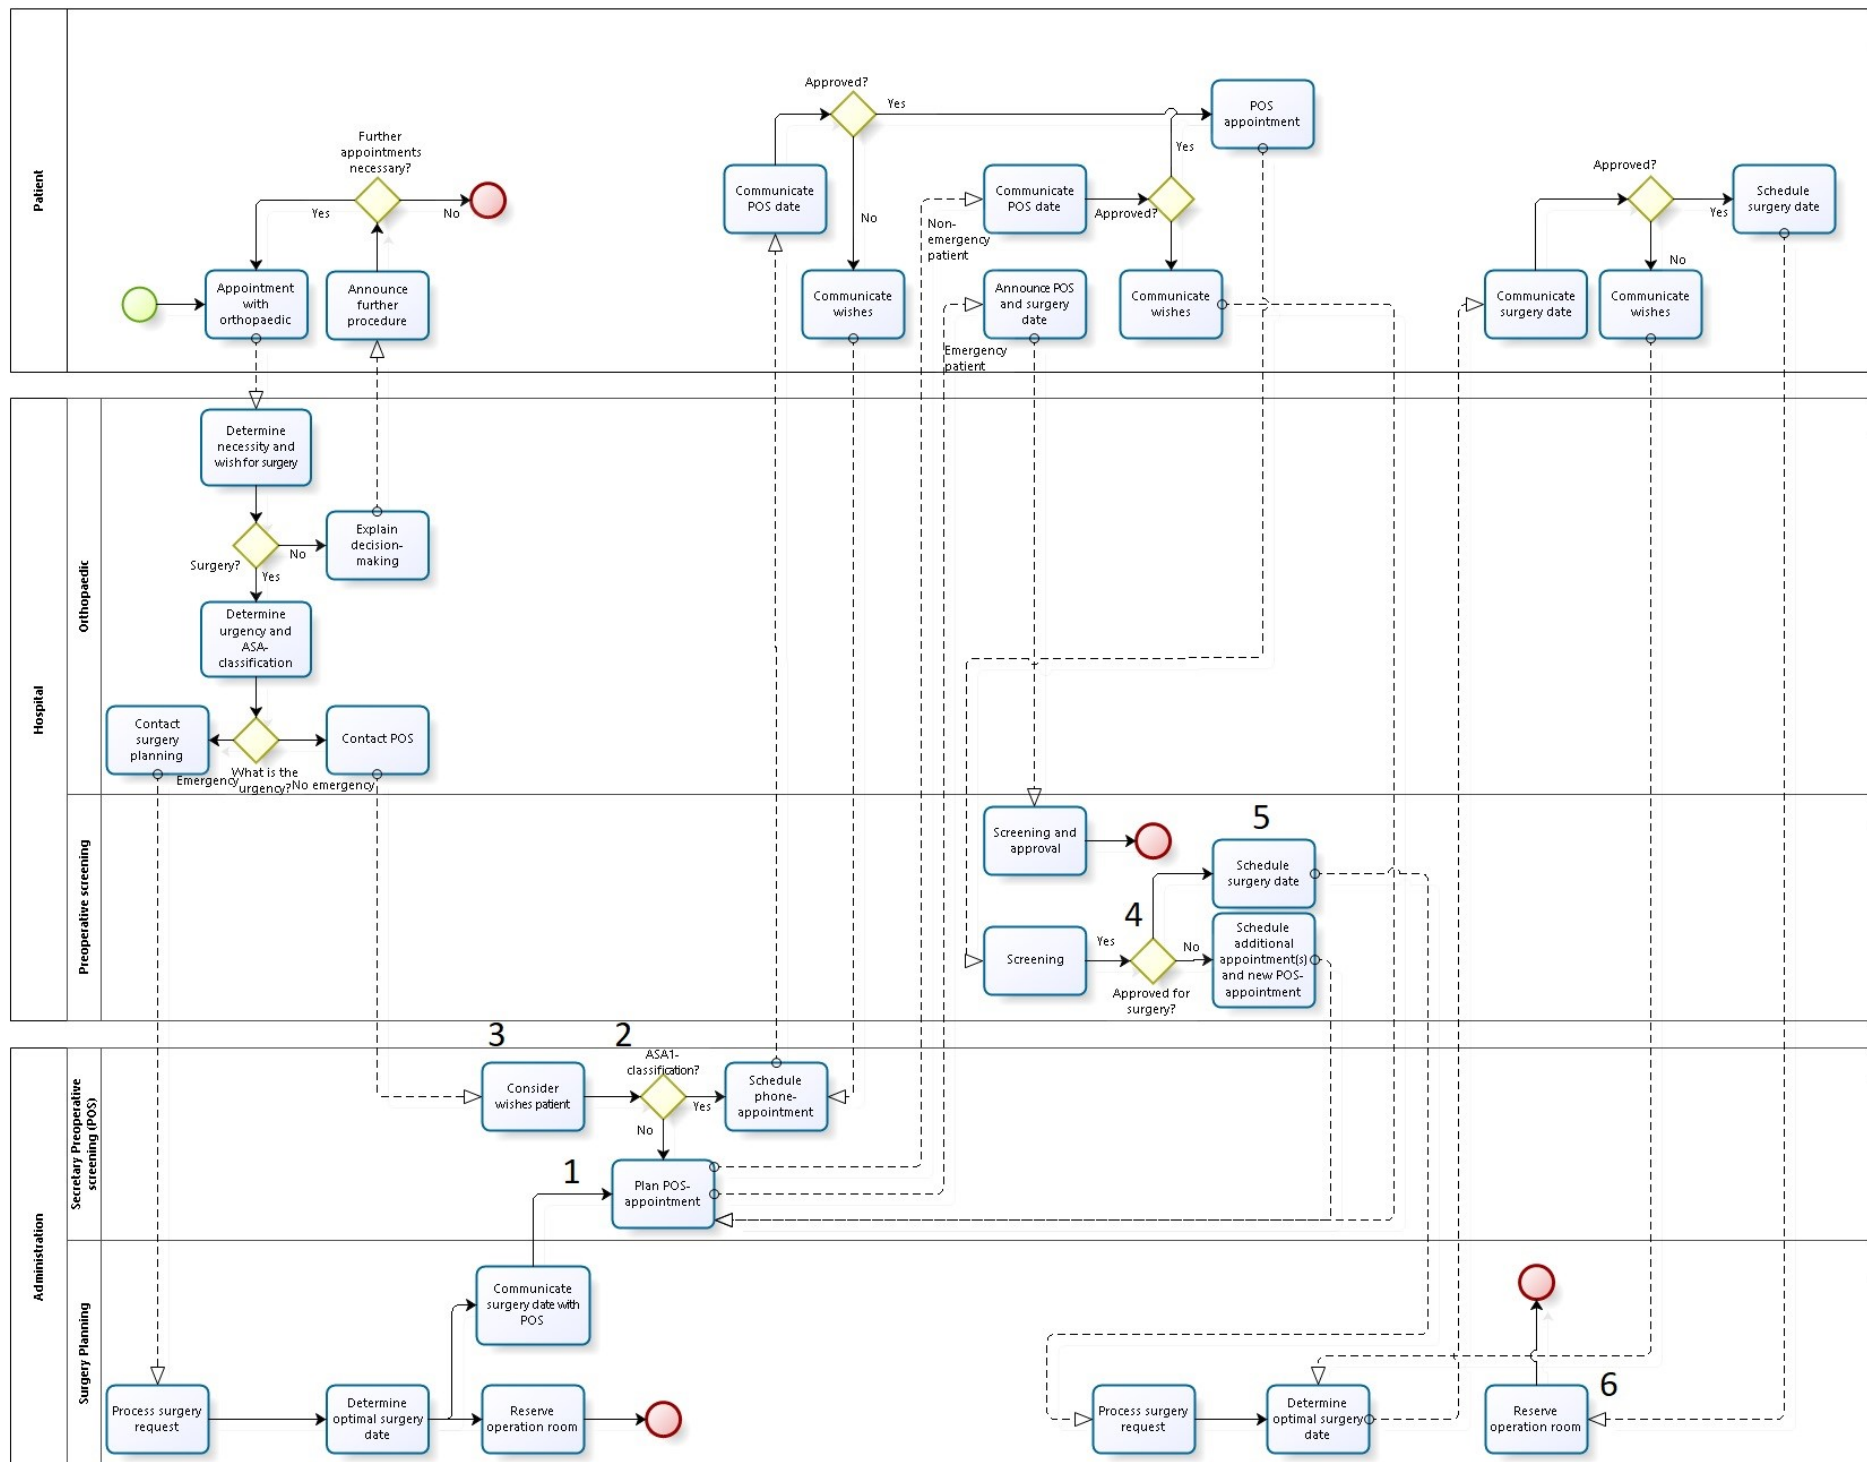 Patient
Further
appointments
necessary?
Yes
No
Appointment
with
orthopaedic
Announce
further
procedure
Approved?
Yes
No
Communicate
POS date
Communicate
wishes
Non-
emergency
patient
Communicate
POS date
Approved?
Yes
POS
appointment
Emergency
patient
Announce POS
and surgery
date
Communicate
wishes
Communicate
surgery date
Approved?
Yes
No
Communicate
wishes
Schedule
surgery date
Hospital
Orthopaedic
Determine
necessity and
wish for surgery
Surgery?
No
Yes
Explain
decision-
making
Determine
urgency and
ASA-
classification
Contact
surgery
planning
Emergency
What is the
urgency?
No emergency
Contact POS
Preoperative screening
Screening and
approval
Screening
Yes
4
Approved for
surgery?
No
5
Schedule
surgery date
Schedule
additional
appointment(s)
and new POS-
appointment
Administration
Secretary Preoperative
screening (POS)
3
Consider
wishes patient
2
ASA1-
classification?
Yes
No
Schedule
phone-
appointment
1
Plan POS-
appointment
Surgery Planning
Communicate
surgery date with
POS
Process surgery
request
Determine
optimal surgery
date
Reserve
operation room
Process surgery
request
Determine
optimal surgery
date
Reserve
operation room
6